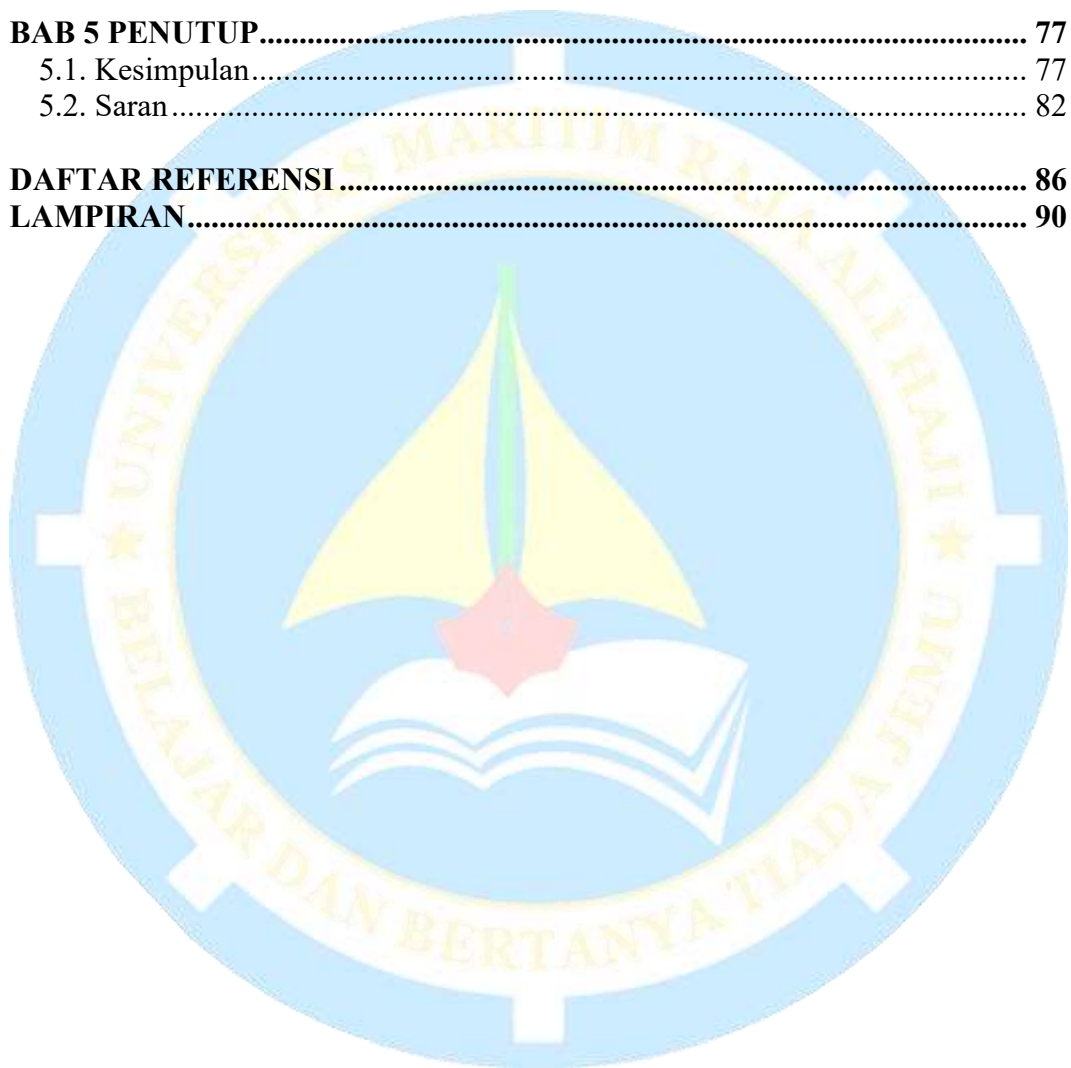 BAB 5 PENUTUP........................................................................................................ 77
5.1. Kesimpulan......................................................................................................... 77
5.2. Saran................................................................................................................... 82
DAFTAR REFERENSI............................................................................................. 86
LAMPIRAN................................................................................................................ 90
UNIVERSITAS MARITIM RAJA ALI HAJI
BELAJAR DAN BERTANYA TIADA JEMU